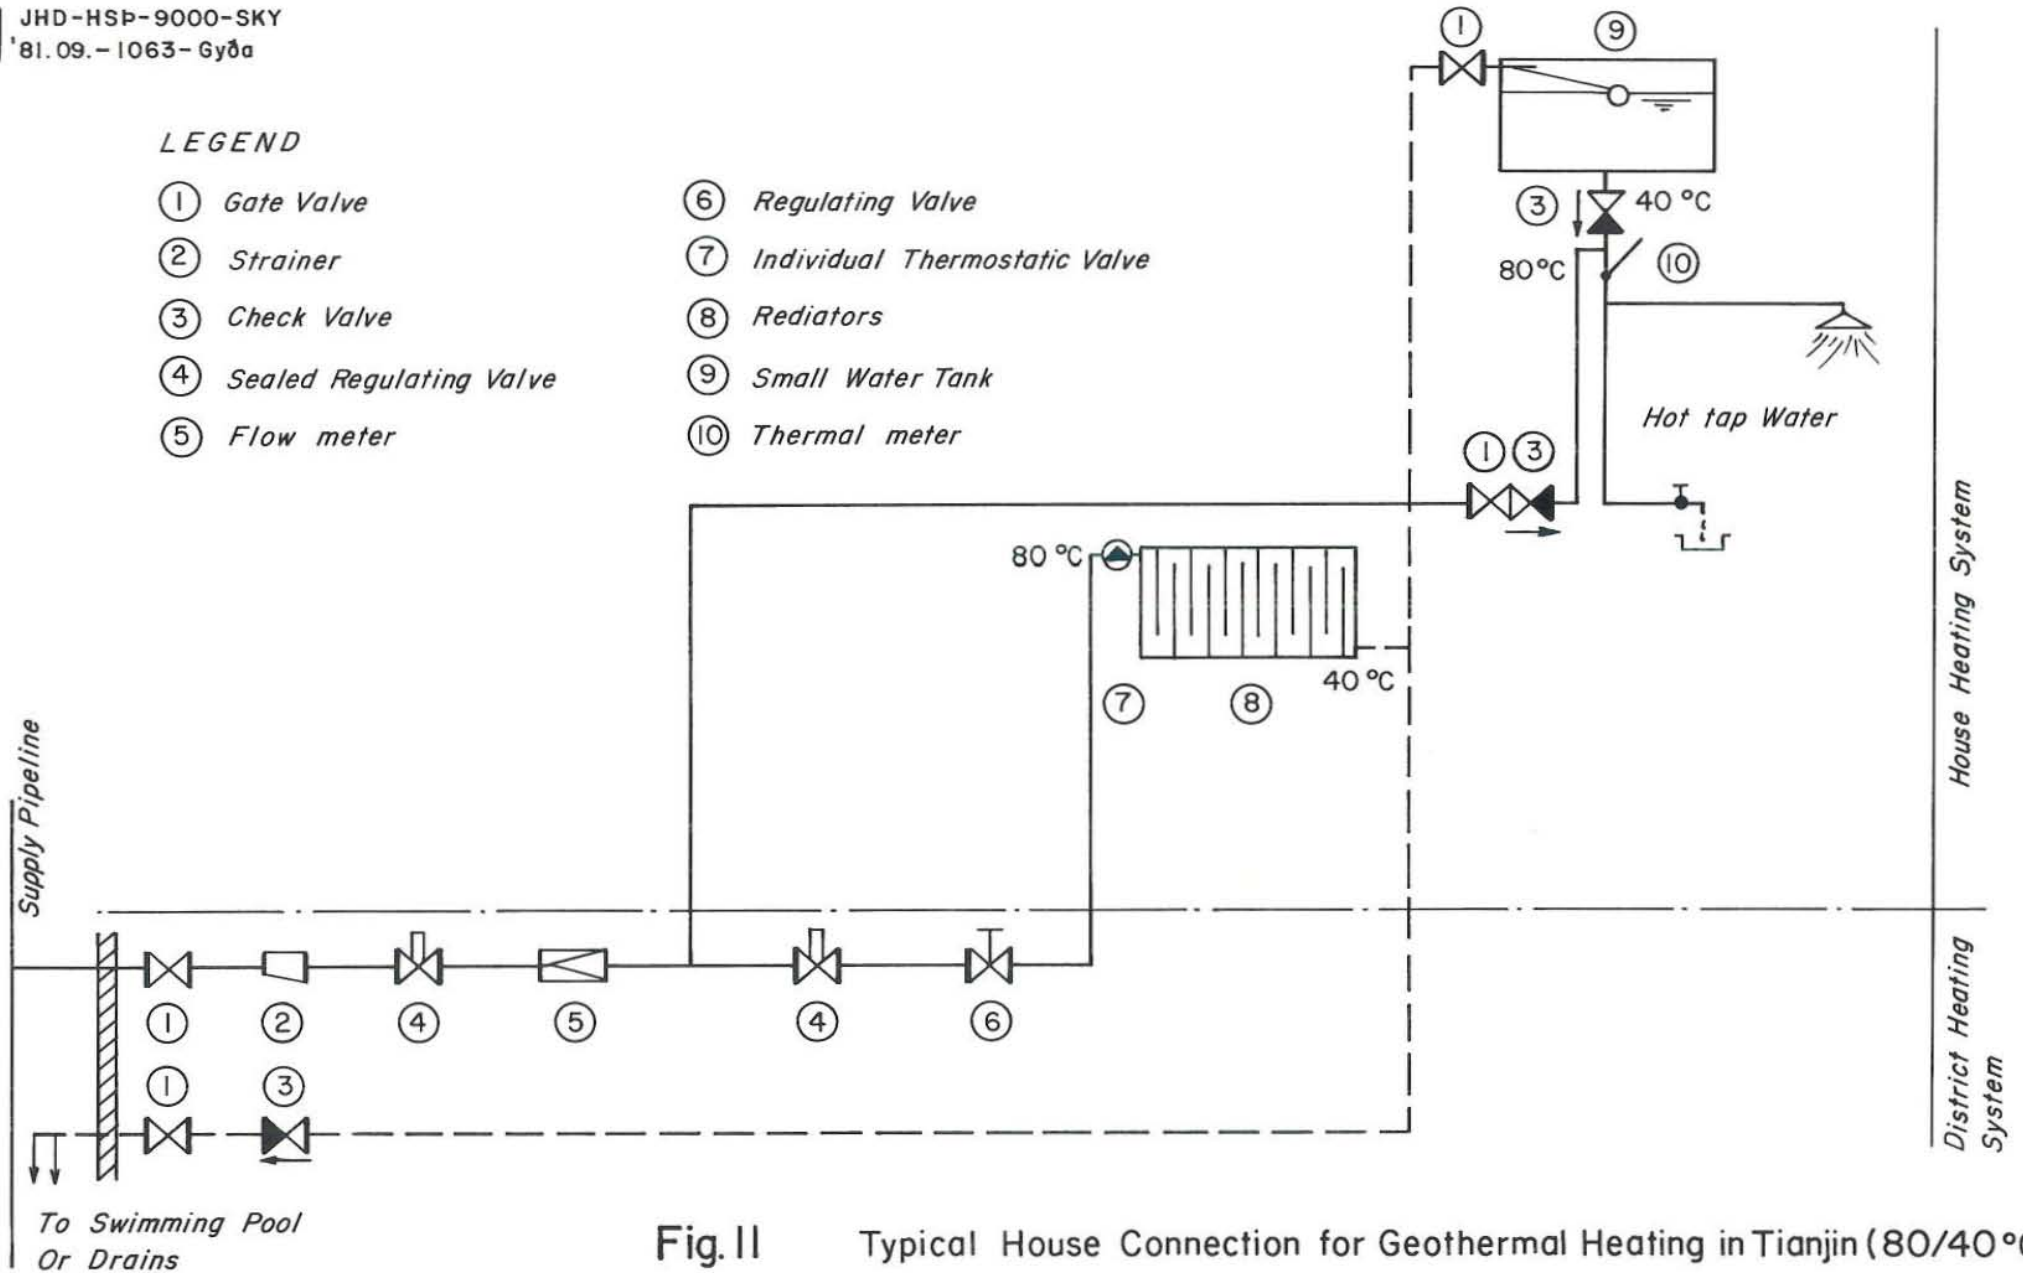 JHD-HSÞ-9000-SKY
'81.09.-1063-Gyða
LEGEND
1 Gate Valve
2 Strainer
3 Check Valve
4 Sealed Regulating Valve
5 Flow meter
6 Regulating Valve
7 Individual Thermostatic Valve
8 Rediators
9 Small Water Tank
10 Thermal meter
1
9
3
40 °C
80°C
10
Hot tap Water
1 3
80 °C
40 °C
7
8
House Heating System
Supply Pipeline
1
2
4
5
4
6
1
3
District Heating
System
To Swimming Pool
Or Drains
Fig. 11 Typical House Connection for Geothermal Heating in Tianjin (80/40 °